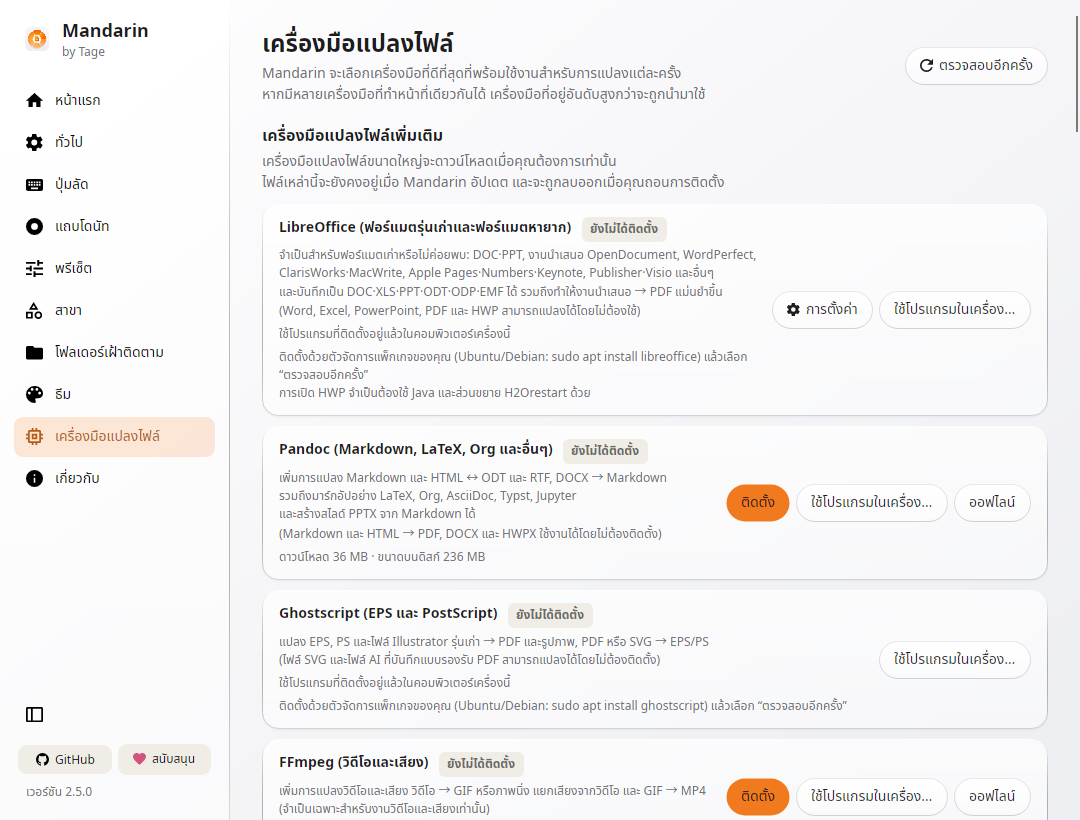 Mandarin
by Tage
หน้าแรก
ทั่วไป
ปุ่มลัด
แถบโดนัท
พรีเซ็ต
สาขา
โฟลเดอร์เฝ้าติดตาม
ธีม
เครื่องมือแปลงไฟล์
เกี่ยวกับ
GitHub
สนับสนุน
เวอร์ชัน 2.5.0
เครื่องมือแปลงไฟล์
Mandarin จะเลือกเครื่องมือที่ดีที่สุดที่พร้อมใช้งานสำหรับการแปลงแต่ละครั้ง
หากมีหลายเครื่องมือที่ทำหน้าที่เดียวกันได้ เครื่องมือที่อยู่อันดับสูงกว่าจะถูกนำมาใช้
ตรวจสอบอีกครั้ง
เครื่องมือแปลงไฟล์เพิ่มเติม
เครื่องมือแปลงไฟล์ขนาดใหญ่จะดาวน์โหลดเมื่อคุณต้องการเท่านั้น
ไฟล์เหล่านี้จะยังคงอยู่เมื่อ Mandarin อัปเดต และจะถูกลบออกเมื่อคุณถอนการติดตั้ง
LibreOffice (ฟอร์แมตรุ่นเก่าและฟอร์แมตหายาก) ยังไม่ได้ติดตั้ง
จำเป็นสำหรับฟอร์แมตเก่าหรือไม่ค่อยพบ: DOC·PPT, งานนำเสนอ OpenDocument, WordPerfect,
ClarisWorks·MacWrite, Apple Pages·Numbers·Keynote, Publisher·Visio และอื่นๆ
และบันทึกเป็น DOC·XLS·PPT·ODT·ODP·EMF ได้ รวมถึงทำให้งานนำเสนอ → PDF แม่นยำขึ้น
(Word, Excel, PowerPoint, PDF และ HWP สามารถแปลงได้โดยไม่ต้องใช้)
ใช้โปรแกรมที่ติดตั้งอยู่แล้วในคอมพิวเตอร์เครื่องนี้
ติดตั้งด้วยตัวจัดการแพ็กเกจของคุณ (Ubuntu/Debian: sudo apt install libreoffice) แล้วเลือก
“ตรวจสอบอีกครั้ง”
การเปิด HWP จำเป็นต้องใช้ Java และส่วนขยาย H2Orestart ด้วย
การตั้งค่า
ใช้โปรแกรมในเครื่อง...
Pandoc (Markdown, LaTeX, Org และอื่นๆ) ยังไม่ได้ติดตั้ง
เพิ่มการแปลง Markdown และ HTML ↔ ODT และ RTF, DOCX → Markdown
รวมถึงมาร์กอัปอย่าง LaTeX, Org, AsciiDoc, Typst, Jupyter
และสร้างสไลด์ PPTX จาก Markdown ได้
(Markdown และ HTML → PDF, DOCX และ HWPX ใช้งานได้โดยไม่ต้องติดตั้ง)
ดาวน์โหลด 36 MB · ขนาดบนดิสก์ 236 MB
ติดตั้ง
ใช้โปรแกรมในเครื่อง...
ออฟไลน์
Ghostscript (EPS และ PostScript) ยังไม่ได้ติดตั้ง
แปลง EPS, PS และไฟล์ Illustrator รุ่นเก่า → PDF และรูปภาพ, PDF หรือ SVG → EPS/PS
(ไฟล์ SVG และไฟล์ AI ที่บันทึกแบบรองรับ PDF สามารถแปลงได้โดยไม่ต้องติดตั้ง)
ใช้โปรแกรมที่ติดตั้งอยู่แล้วในคอมพิวเตอร์เครื่องนี้
ติดตั้งด้วยตัวจัดการแพ็กเกจของคุณ (Ubuntu/Debian: sudo apt install ghostscript) แล้วเลือก “ตรวจสอบอีกครั้ง”
ใช้โปรแกรมในเครื่อง...
FFmpeg (วิดีโอและเสียง) ยังไม่ได้ติดตั้ง
เพิ่มการแปลงวิดีโอและเสียง วิดีโอ → GIF หรือภาพนิ่ง แยกเสียงจากวิดีโอ และ GIF → MP4
(จำเป็นเฉพาะสำหรับงานวิดีโอและเสียงเท่านั้น)
ติดตั้ง
ใช้โปรแกรมในเครื่อง...
ออฟไลน์